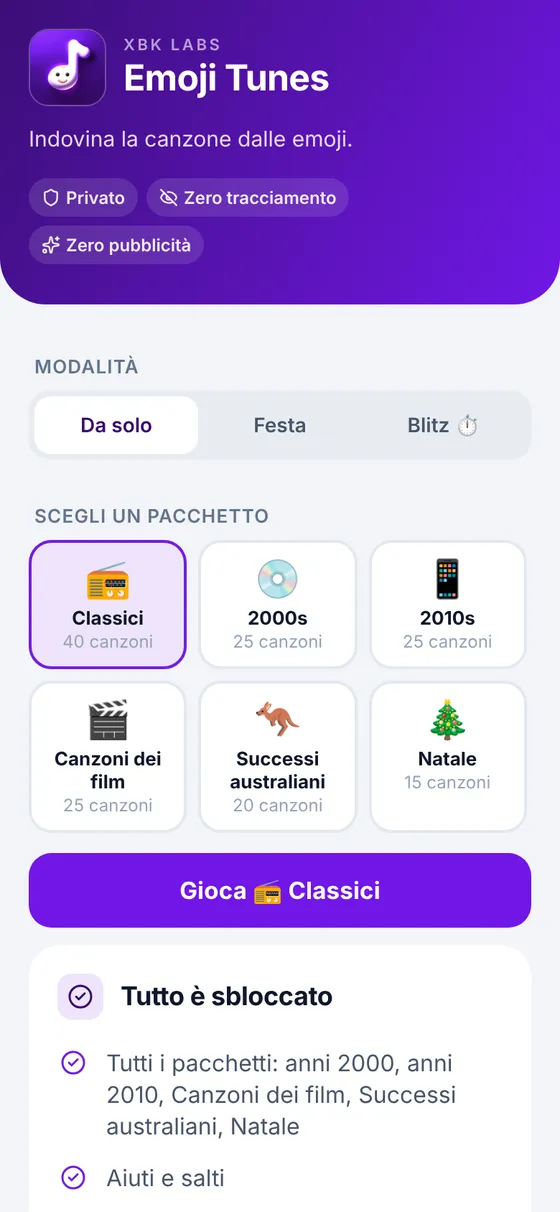 XBK LABS
Emoji Tunes
Indovina la canzone dalle emoji.
Privato
Zero tracciamento
Zero pubblicità
MODALITÀ
Da solo
Festa
Blitz ⏱️
SCEGLI UN PACCHETTO
Classici
40 canzoni
2000s
25 canzoni
2010s
25 canzoni
Canzoni dei
film
25 canzoni
Successi
australiani
20 canzoni
Natale
15 canzoni
Gioca 📻 Classici
Tutto è sbloccato
Tutti i pacchetti: anni 2000, anni
2010, Canzoni dei film, Successi
australiani, Natale
Aiuti e salti